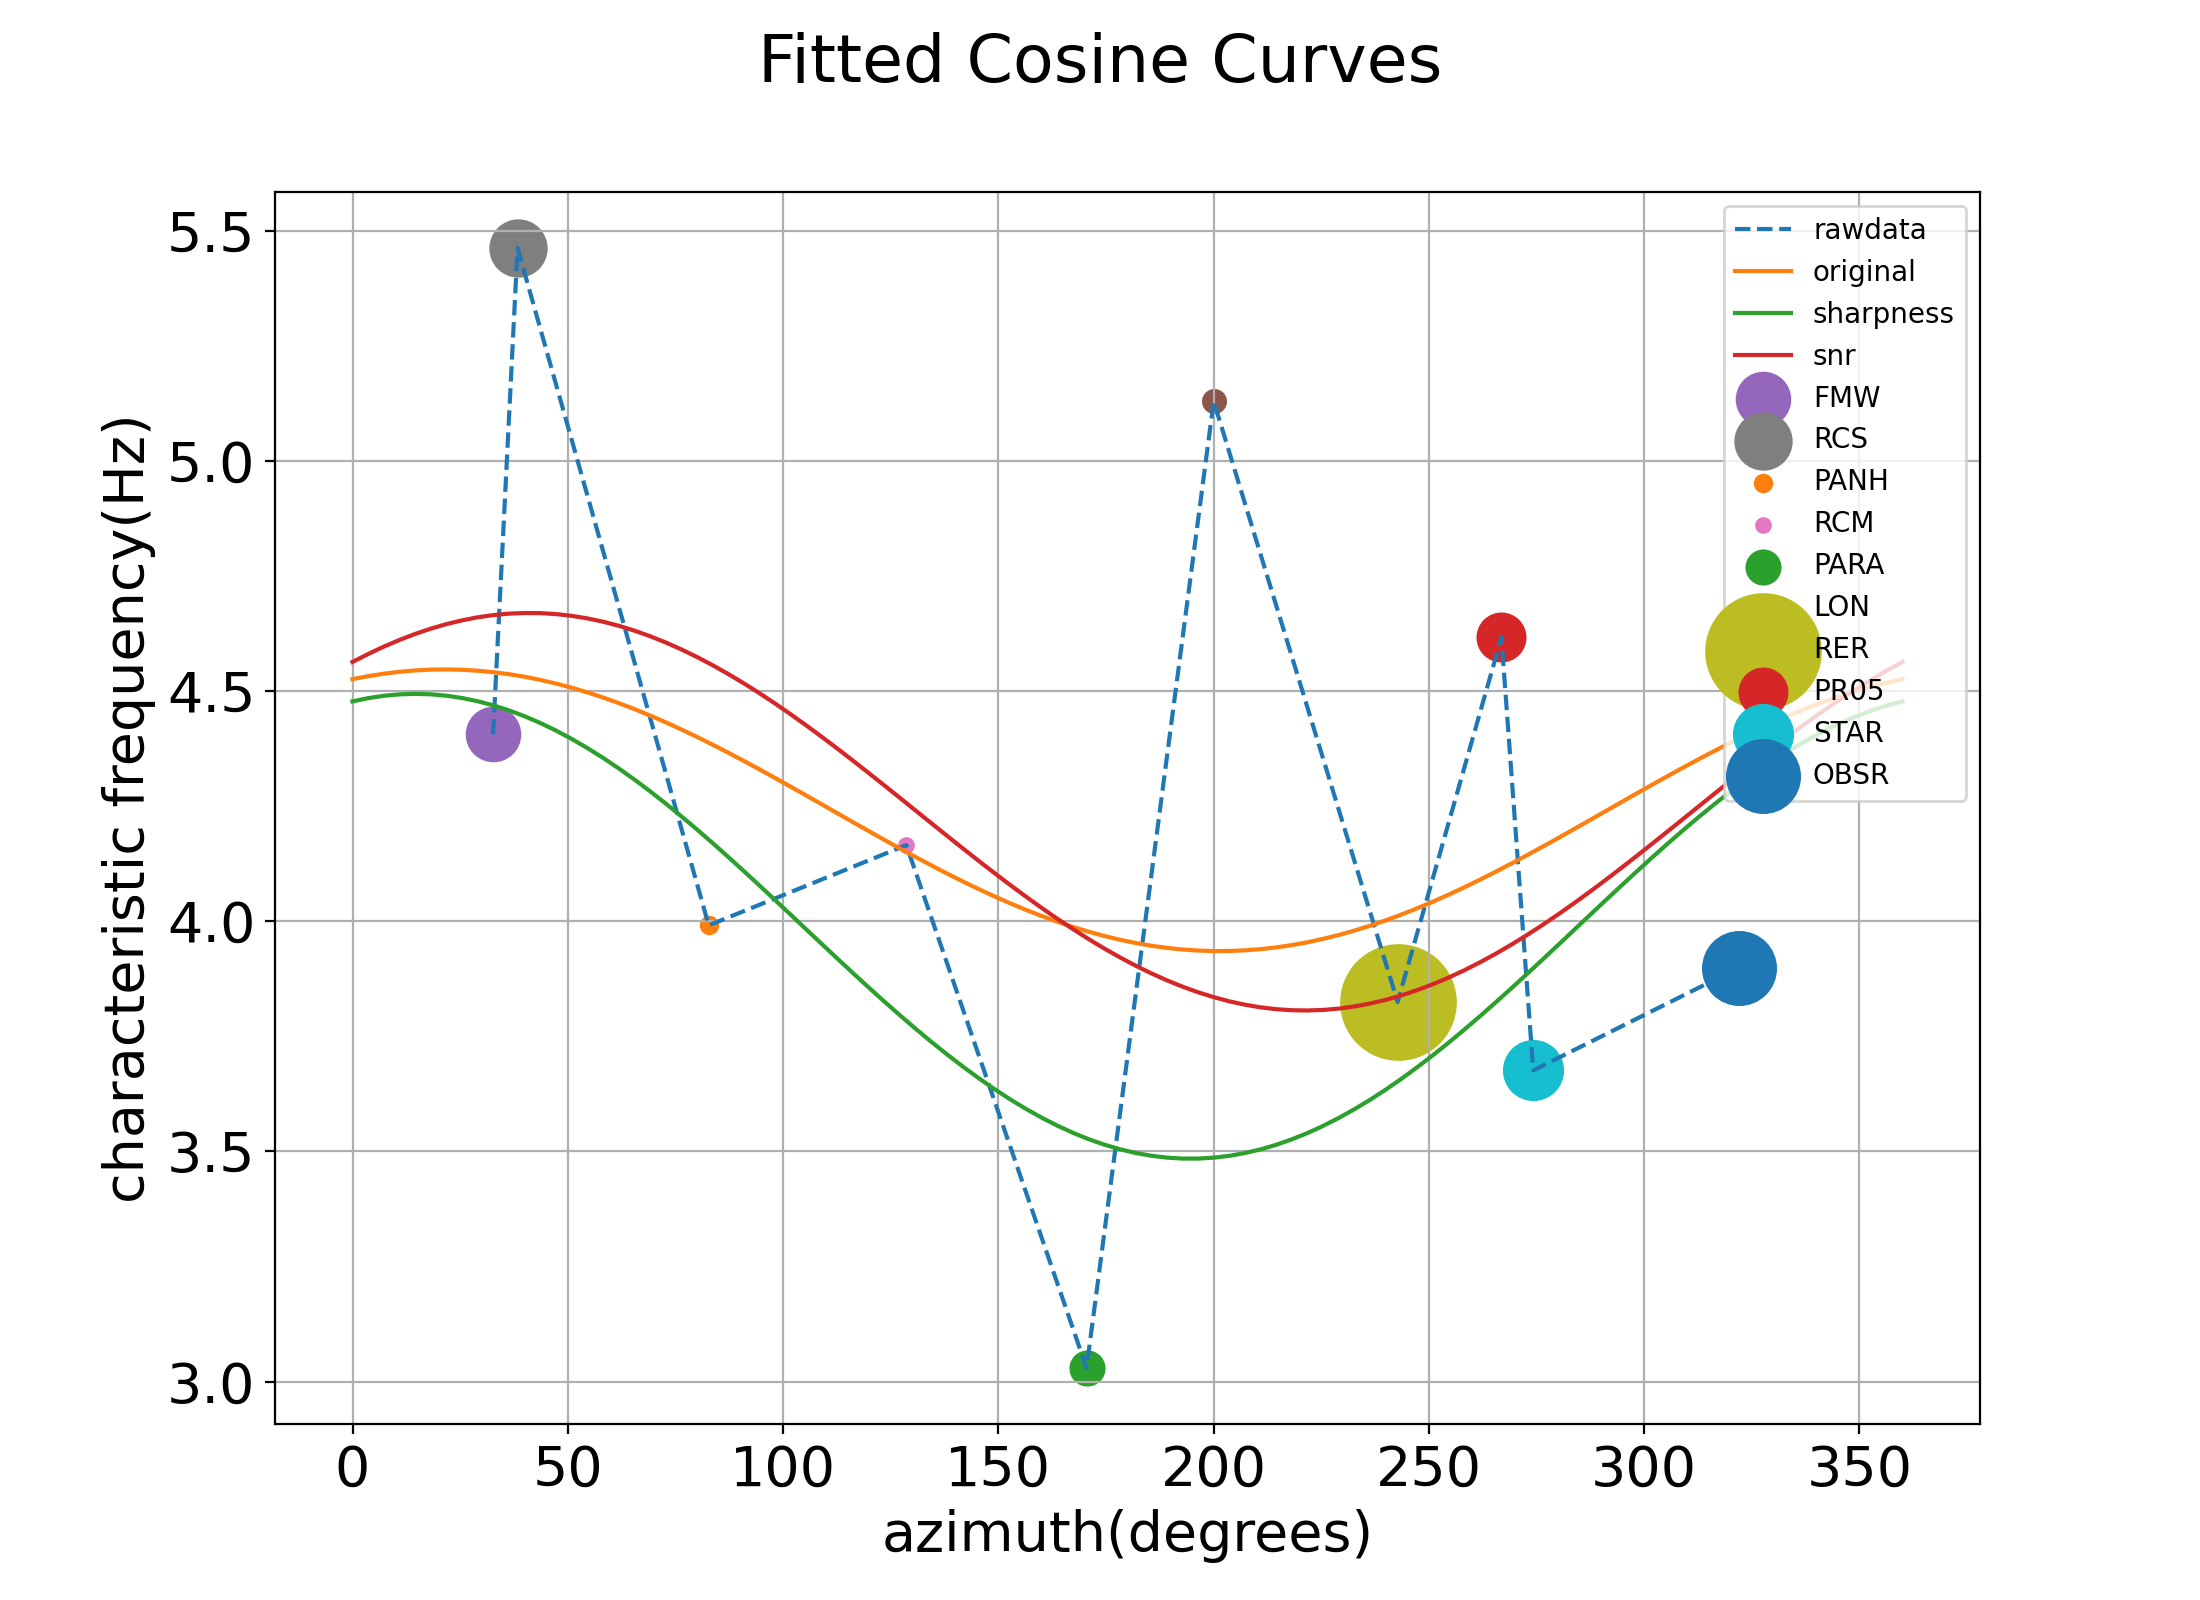 Fitted Cosine Curves
characteristic frequency(Hz)
5.5
5.0
4.5
4.0
3.5
3.0
0 50 100 150 200 250 300 350
azimuth(degrees)
rawdata
original
sharpness
snr
FMW
RCS
PANH
RCM
PARA
LON
RER
PR05
STAR
OBSR